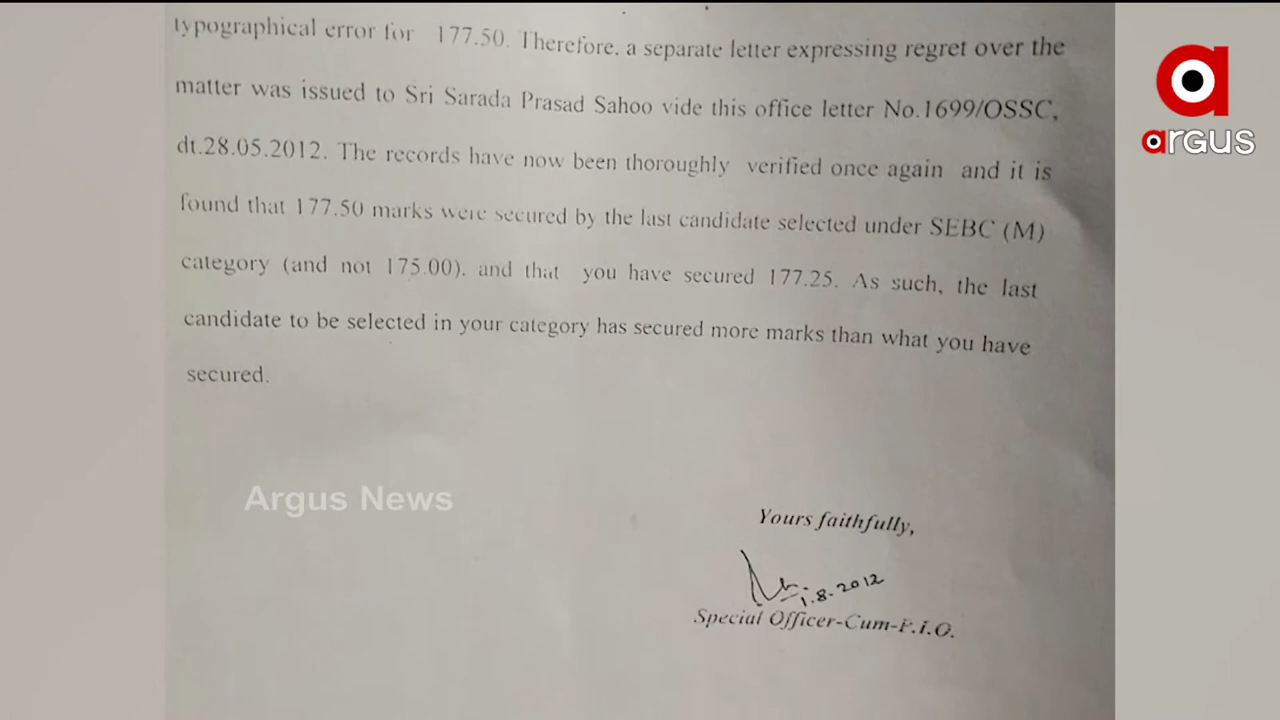 typographical error for 177.50. Therefore, a separate letter expressing regret over the
matter was issued to Sri Sarada Prasad Sahoo vide this office letter No.1699/OSSC,
dt.28.05.2012. The records have now been thoroughly verified once again and it is
found that 177.50 marks were secured by the last candidate selected under SEBC (M)
category (and not 175.00). and that you have secured 177.25. As such, the last
candidate to be selected in your category has secured more marks than what you have
secured.
Yours faithfully,
1.8.2012
Special Officer-Cum-P.I.O.
Argus News
argus